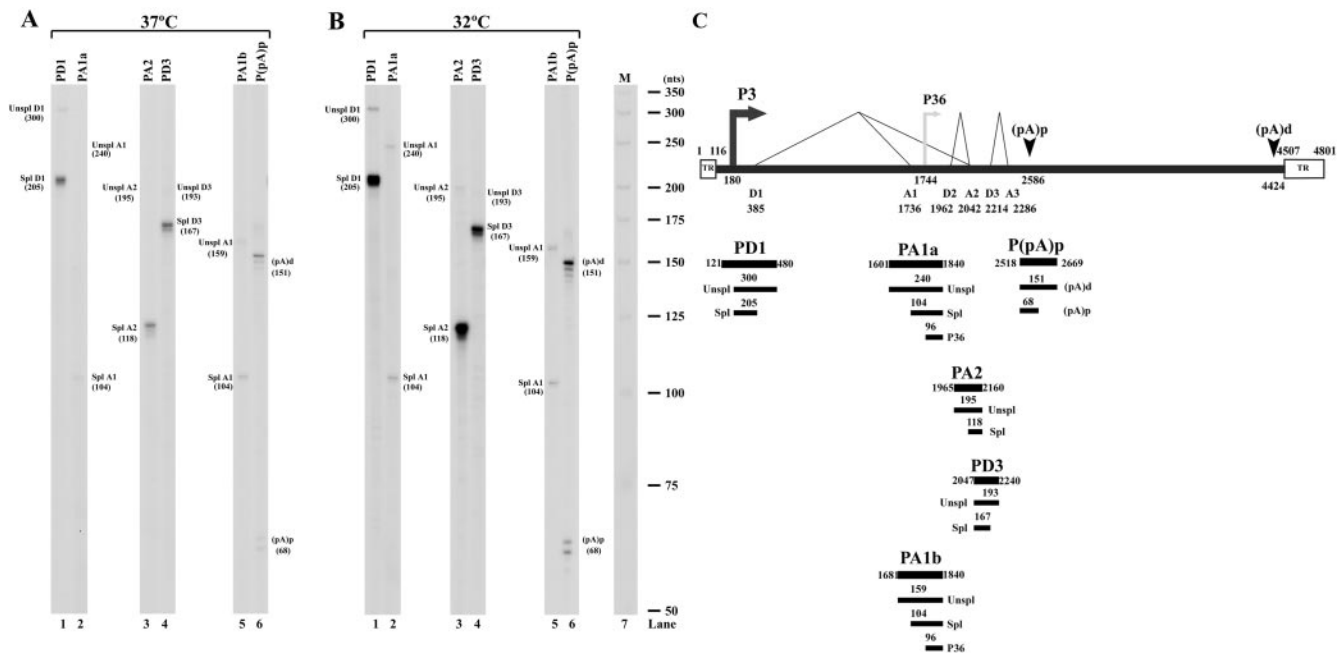 A
37°C
PD1 PA1a PA2 PD3 PA1b P(pA)p
Unspl D1
(300)
Unspl A1
(240)
Spl D1
(205)
Unspl A2
(195)
Unspl D3
(193)
Spl D3
(167)
Unspl A1
(159)
(pA)d
(151)
Spl A2
(118)
Spl A1
(104)
Spl A1
(104)
(pA)p
(68)
1 2 3 4 5 6
B
32°C
PD1 PA1a PA2 PD3 PA1b P(pA)p M (nts)
Unspl D1
(300)
Unspl A1
(240)
Spl D1
(205)
Unspl A2
(195)
Unspl D3
(193)
Spl D3
(167)
Unspl A1
(159)
(pA)d
(151)
Spl A2
(118)
Spl A1
(104)
Spl A1
(104)
(pA)p
(68)
350
300
250
200
175
150
125
100
75
50
1 2 3 4 5 6 7 Lane
C
P3 P36 (pA)p (pA)d
1 116 4507 4801
TR TR
180 1744 2586 4424
D1 A1 D2 A2 D3 A3
385 1736 1962 2042 2214 2286
PD1
121 480
300
Unspl
205
Spl
PA1a
1601 1840
240
Unspl
104
Spl
96
P36
P(pA)p
2518 2669
151
(pA)d
68
(pA)p
PA2
1965 2160
195
Unspl
118
Spl
PD3
2047 2240
193
Unspl
167
Spl
PA1b
1681 1840
159
Unspl
104
Spl
96
P36